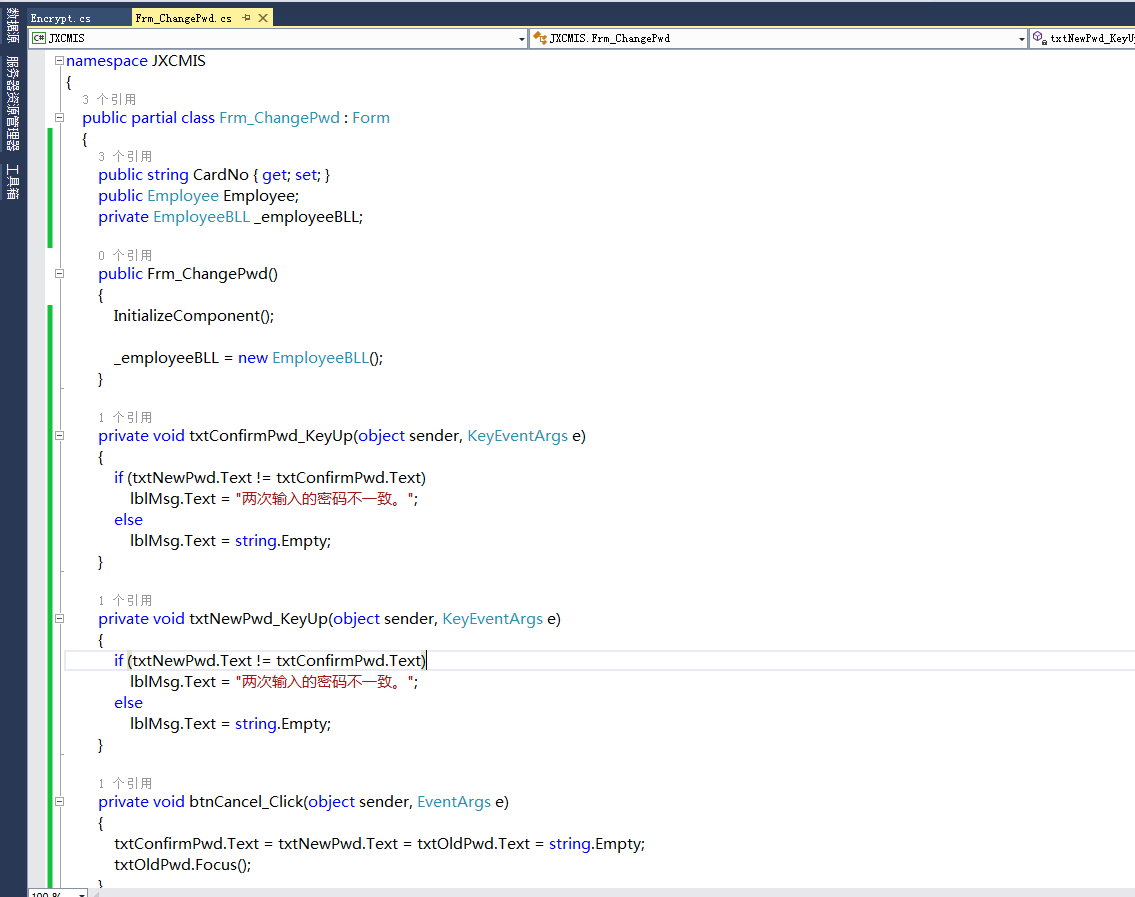 数据源
服务器资源管理器
工具箱
Encrypt.cs
Frm_ChangePwd.cs
C# JXCMIS
JXCMIS.Frm_ChangePwd
txtNewPwd_KeyU
namespace JXCMIS
{
3 个引用
public partial class Frm_ChangePwd : Form
{
3 个引用
public string CardNo { get; set; }
public Employee Employee;
private EmployeeBLL _employeeBLL;
0 个引用
public Frm_ChangePwd()
{
InitializeComponent();
_employeeBLL = new EmployeeBLL();
}
1 个引用
private void txtConfirmPwd_KeyUp(object sender, KeyEventArgs e)
{
if (txtNewPwd.Text != txtConfirmPwd.Text)
lblMsg.Text = "两次输入的密码不一致。";
else
lblMsg.Text = string.Empty;
}
1 个引用
private void txtNewPwd_KeyUp(object sender, KeyEventArgs e)
{
if (txtNewPwd.Text != txtConfirmPwd.Text)
lblMsg.Text = "两次输入的密码不一致。";
else
lblMsg.Text = string.Empty;
}
1 个引用
private void btnCancel_Click(object sender, EventArgs e)
{
txtConfirmPwd.Text = txtNewPwd.Text = txtOldPwd.Text = string.Empty;
txtOldPwd.Focus();
}
100 %